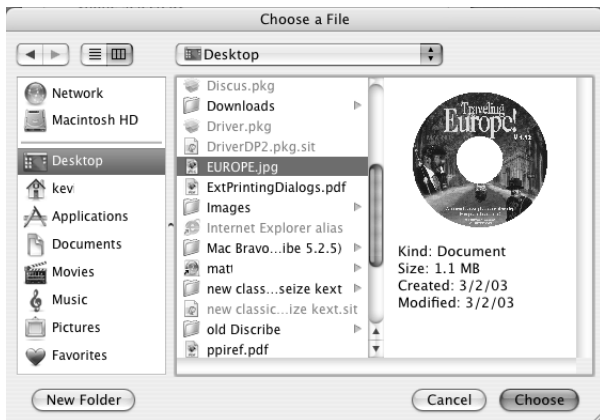 Choose a File
Desktop
Network
Macintosh HD
Desktop
kev
Applications
Documents
Movies
Music
Pictures
Favorites
Discus.pkg
Downloads
Driver.pkg
DriverDP2.pkg.sit
EUROPE.jpg
ExtPrintingDialogs.pdf
Images
Internet Explorer alias
Mac Bravo...ibe 5.2.5)
matt
new class...seize kext
new classic...ize kext.sit
old Discribe
ppiref.pdf
Traveling
Europe!
Kind: Document
Size: 1.1 MB
Created: 3/2/03
Modified: 3/2/03
New Folder
Cancel
Choose